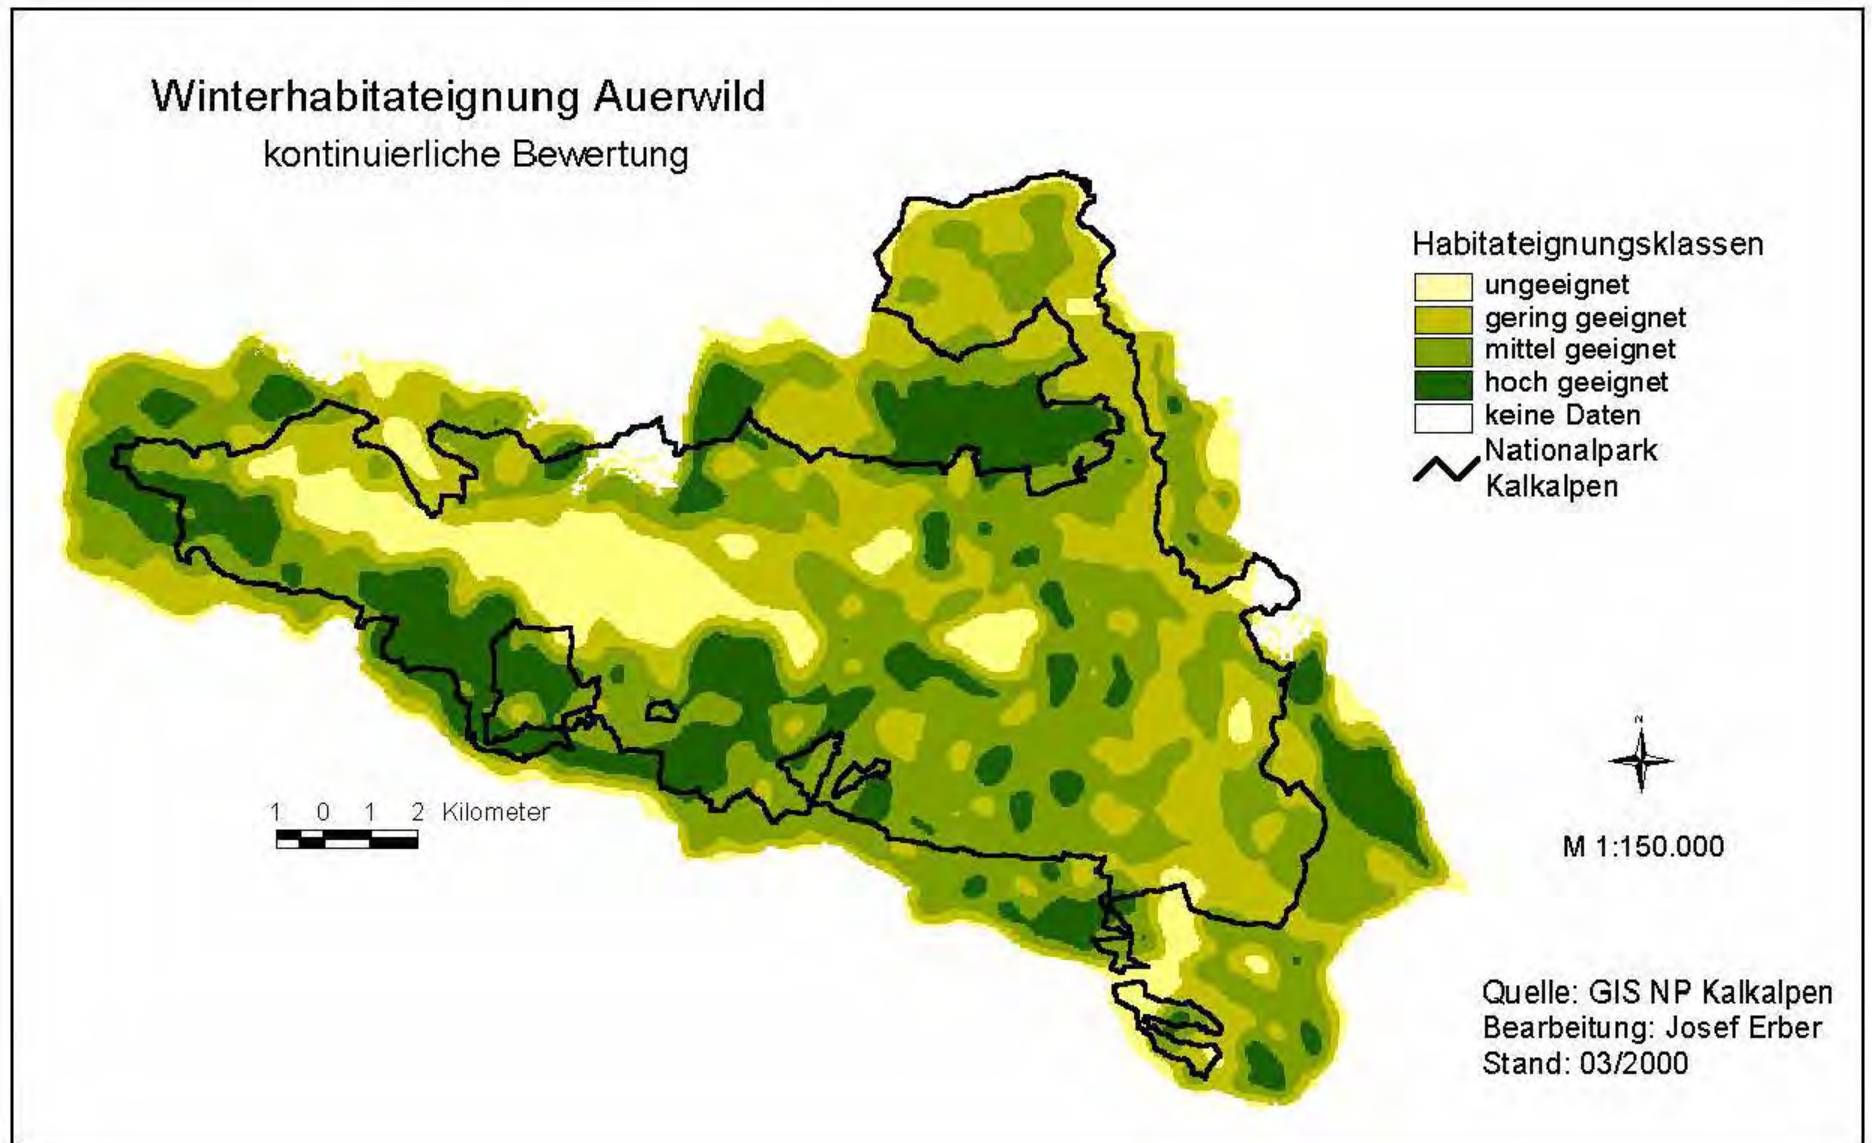 Winterhabitateignung Auerwild
kontinuierliche Bewertung
Habitateignungsklassen
ungeeignet
gering geeignet
mittel geeignet
hoch geeignet
keine Daten
Nationalpark
Kalkalpen
N
1 0 1 2 Kilometer
M 1:150.000
Quelle: GIS NP Kalkalpen
Bearbeitung: Josef Erber
Stand: 03/2000